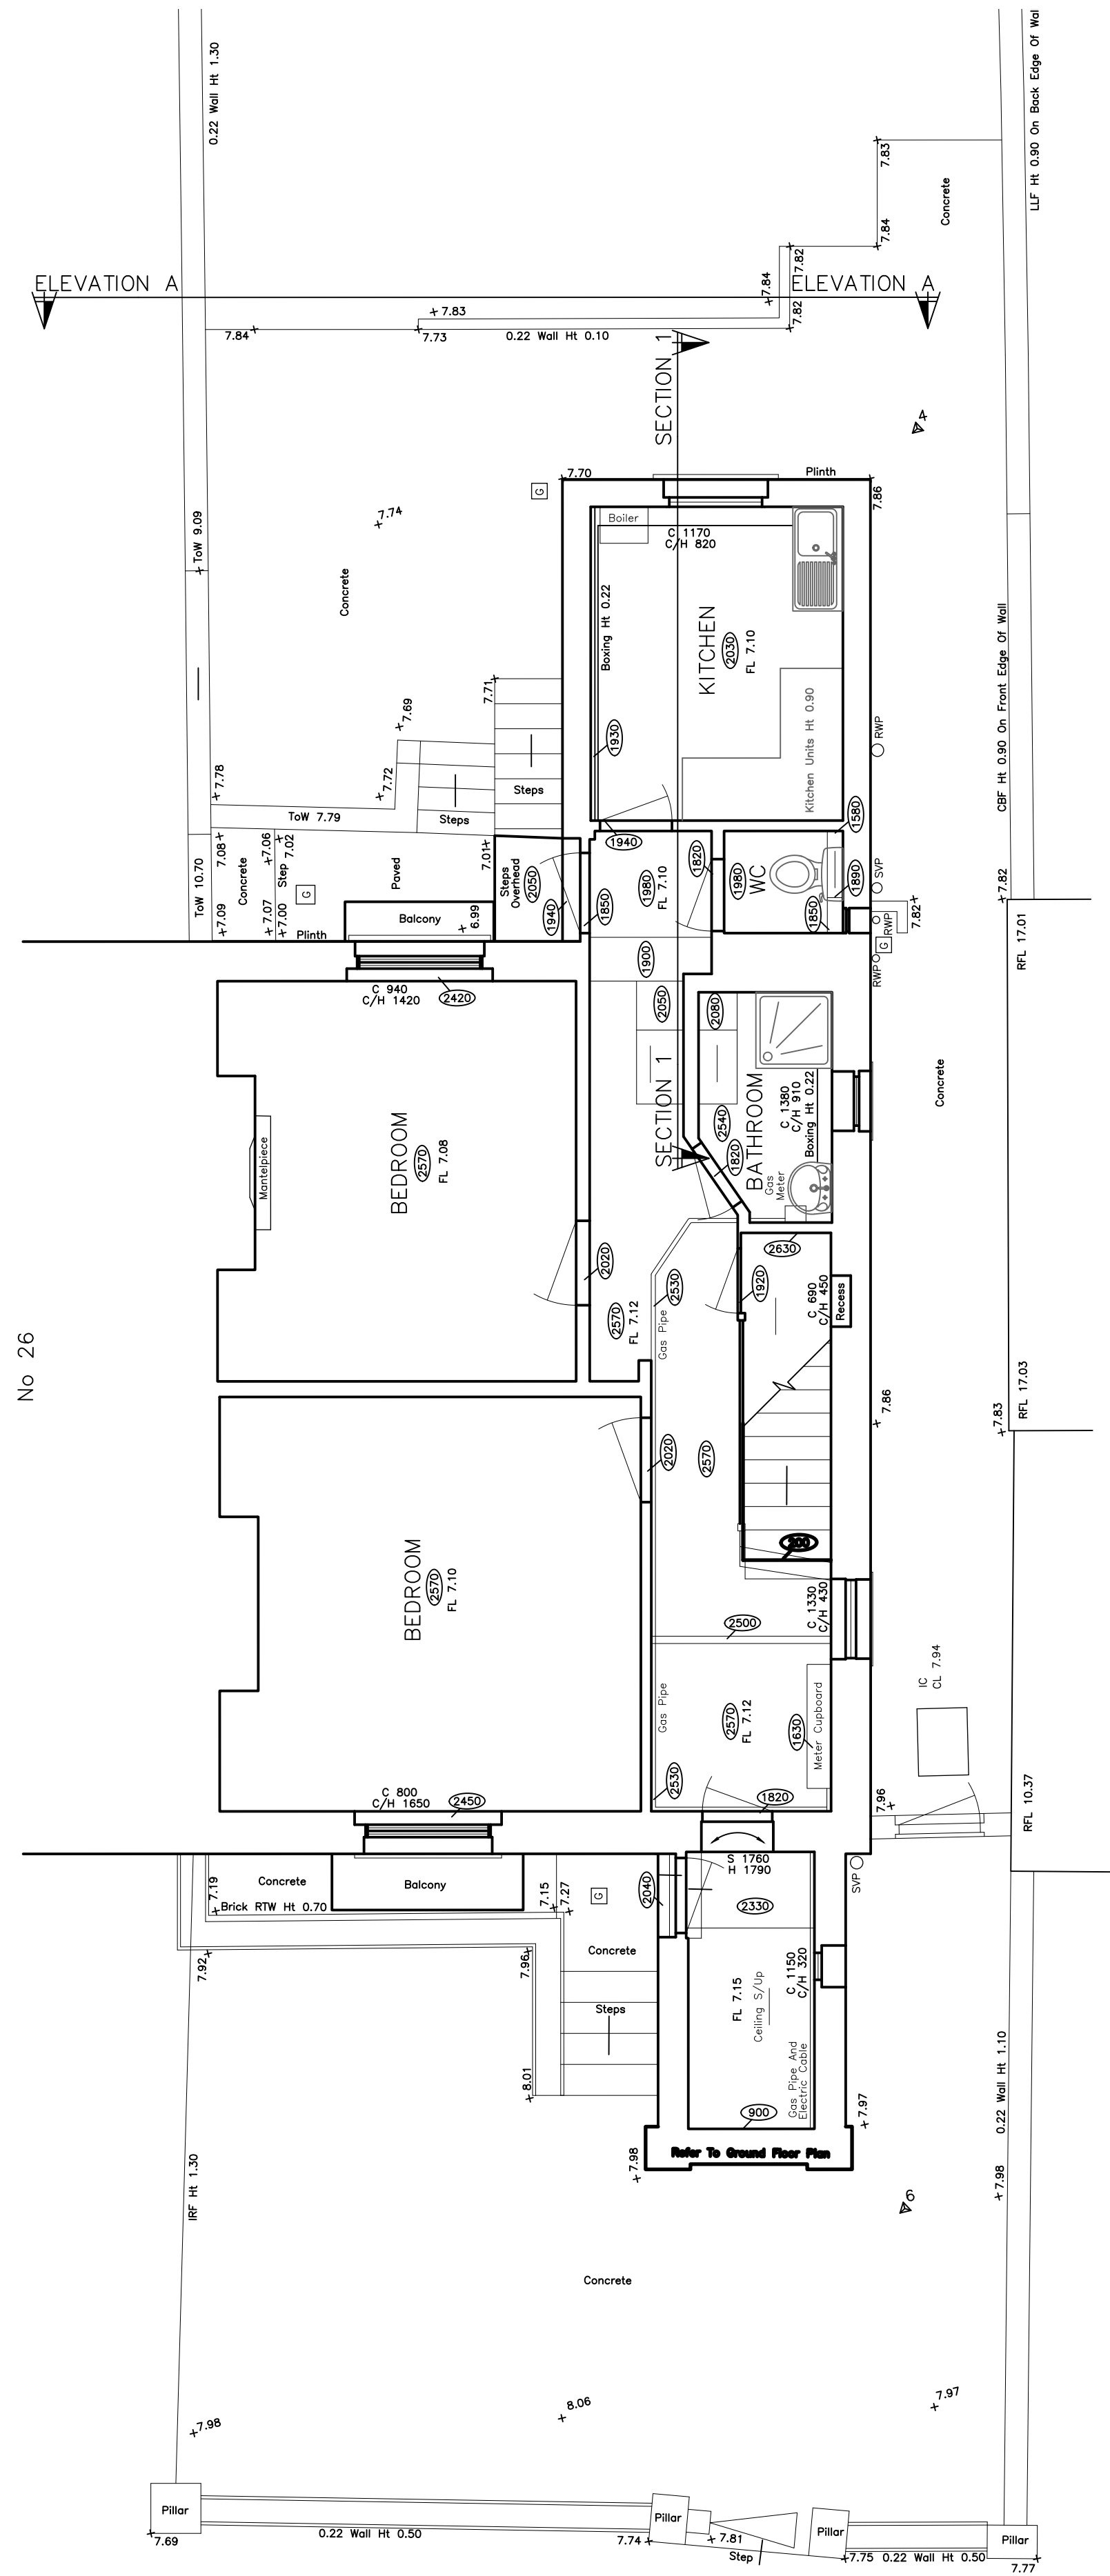 0.22 Wall Ht 1.30
LLF Ht 0.90 On Back Edge Of Wal
7.83
7.84
Concrete
ELEVATION A
ELEVATION A
7.84
7.82
7.83
7.84
7.73
0.22 Wall Ht 0.10
7.82
SECTION 1
4
7.70
Plinth
G
7.86
ToW 9.09
7.74
Boiler
C 1170
C/H 820
Concrete
Boxing Ht 0.22
KITCHEN
2030
FL 7.10
CBF Ht 0.90 On Front Edge Of Wall
7.71
7.69
1930
Kitchen Units Ht 0.90
RWP
7.78
7.72
Steps
Steps
ToW 7.79
1940
1580
ToW 10.70
7.08
7.09
Concrete
7.06
7.07
Step 7.02
7.00
G
Paved
7.01
Steps
Overhead
2050
1940
1850
1980
FL 7.10
1820
1980
WC
1890
1850
SVP
7.82
7.82
Balcony
6.99
Plinth
RWP
G
RWP
RFL 17.01
1900
C 940
C/H 1420
2420
2050
2080
SECTION 1
BATHROOM
C 1380
C/H 910
Boxing Ht 0.22
2540
1820
Gas
Meter
Concrete
Mantelpiece
BEDROOM
2570
FL 7.08
2020
2630
2530
1920
C 690
C/H 450
Recess
2570
FL 7.12
Gas Pipe
No 26
7.86
7.83
RFL 17.03
2020
2570
200
BEDROOM
2570
FL 7.10
C 1330
C/H 430
2500
Gas Pipe
2570
FL 7.12
1630
Meter Cupboard
IC
CL 7.94
2530
C 800
C/H 1650
2450
1820
7.96
RFL 10.37
S 1760
H 1790
SVP
7.19
Concrete
Brick RTW Ht 0.70
Balcony
7.15
7.27
G
2040
2330
7.92
7.96
Concrete
C 1150
C/H 320
FL 7.15
Ceiling S/Up
Steps
8.01
Gas Pipe And
Electric Cable
900
7.97
0.22 Wall Ht 1.10
Refer To Ground Floor Plan
7.98
7.98
IRF Ht 1.30
6
Concrete
7.98
8.06
7.97
Pillar
Pillar
Pillar
Pillar
7.69
0.22 Wall Ht 0.50
7.74
7.81
Step
7.75
0.22 Wall Ht 0.50
7.77